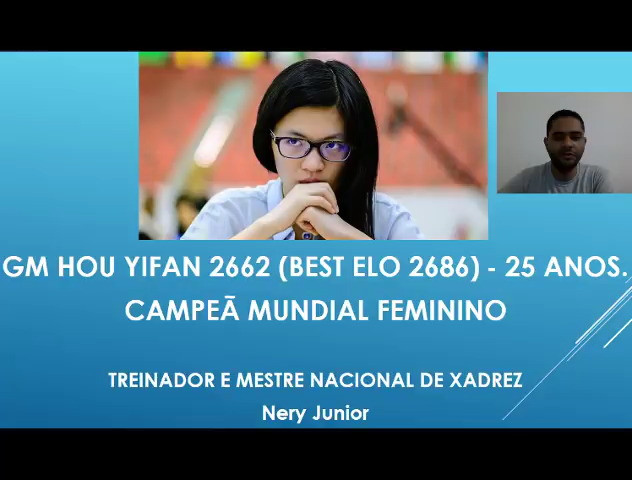 GM HOU YIFAN 2662 (BEST ELO 2686) - 25 ANOS.
CAMPEÃ MUNDIAL FEMININO
TREINADOR E MESTRE NACIONAL DE XADREZ
Nery Junior